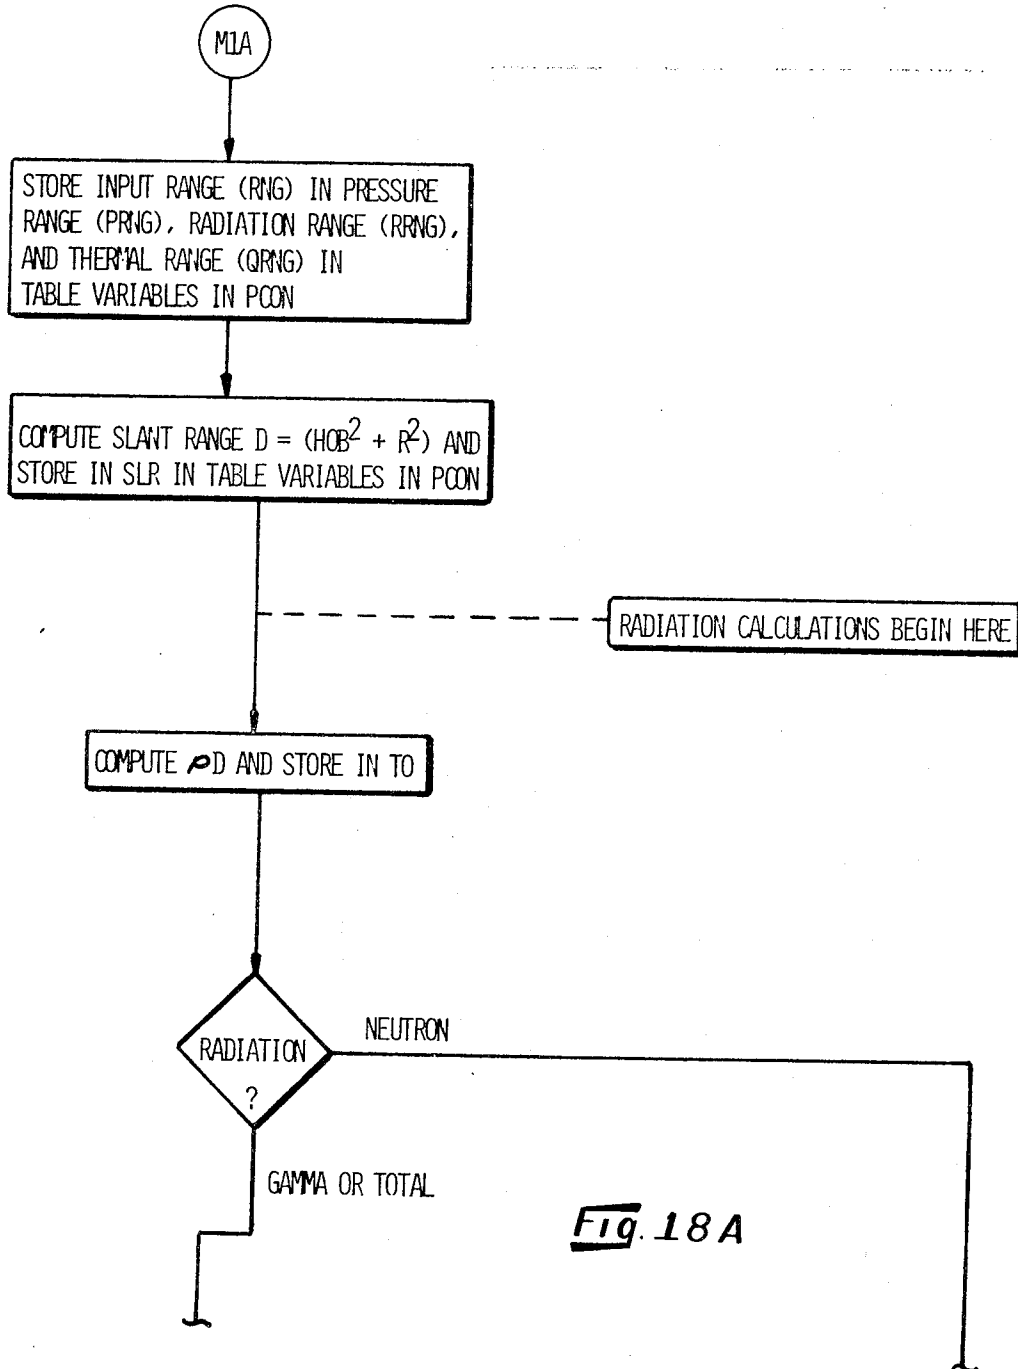 M1A
STORE INPUT RANGE (RNG) IN PRESSURE
RANGE (PRNG), RADIATION RANGE (RRNG),
AND THERMAL RANGE (QRNG) IN
TABLE VARIABLES IN PCON
COMPUTE SLANT RANGE D = (HOB² + R²) AND
STORE IN SLR IN TABLE VARIABLES IN PCON
RADIATION CALCULATIONS BEGIN HERE
COMPUTE ρD AND STORE IN TO
RADIATION
?
NEUTRON
GAMMA OR TOTAL
Fig. 18A